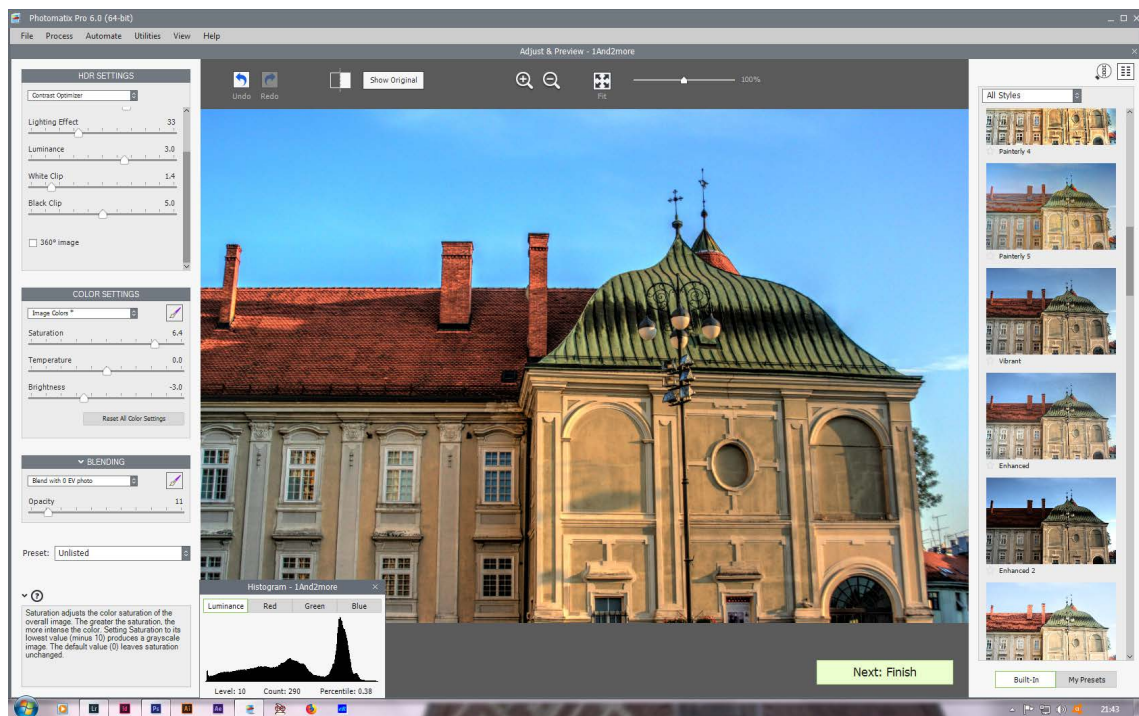 Photomatix Pro 6.0 (64-bit)
File Process Automate Utilities View Help
Adjust & Preview - 1And2more
HDR SETTINGS
Contrast Optimizer
Lighting Effect 33
Luminance 3.0
White Clip 1.4
Black Clip 5.0
360º image
COLOR SETTINGS
Image Colors *
Saturation 6.4
Temperature 0.0
Brightness -3.0
Reset All Color Settings
BLENDING
Blend with 0 EV photo
Opacity 11
Preset: Unlisted
Saturation adjusts the color saturation of the
overall image. The greater the saturation, the
more intense the color. Setting Saturation to its
lowest value (minus 10) produces a grayscale
image. The default value (0) leaves saturation
unchanged.
Undo Redo
Show Original
Fit
100%
Histogram - 1And2more
Luminance Red Green Blue
Level: 10 Count: 290 Percentile: 0.38
Next: Finish
All Styles
Painterly 4
Painterly 5
Vibrant
Enhanced
Enhanced 2
Built-In My Presets
Lr Id Ps Ai Ae
21:43